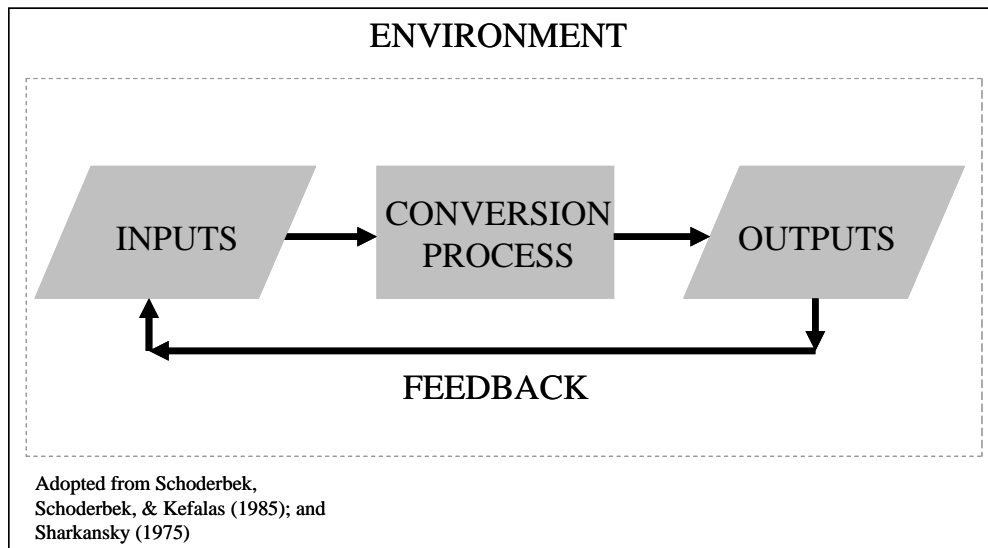 ENVIRONMENT
INPUTS
CONVERSION
PROCESS
OUTPUTS
FEEDBACK
Adopted from Schoderbek,
Schoderbek, & Kefalas (1985); and
Sharkansky (1975)